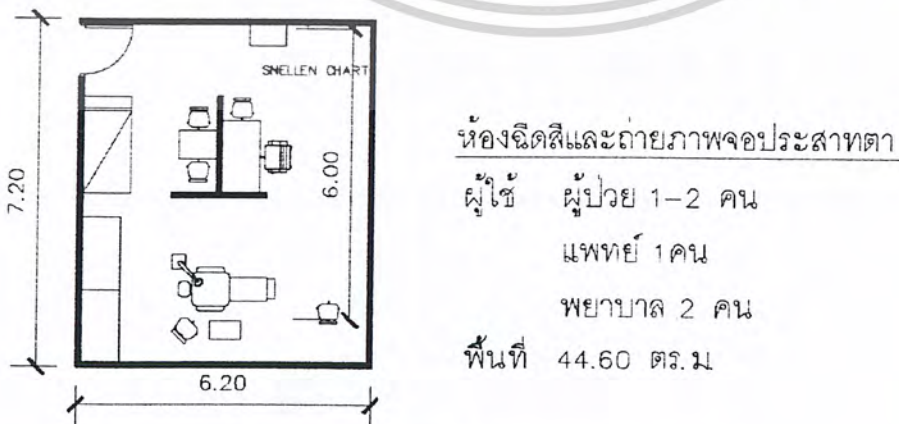 SNELLEN CHART
7.20
6.00
6.20
ห้องฉีดสีและถ่ายภาพจอประสาทตา
ผู้ใช้ ผู้ป่วย 1-2 คน
แพทย์ 1คน
พยาบาล 2 คน
พื้นที่ 44.60 ตร.ม